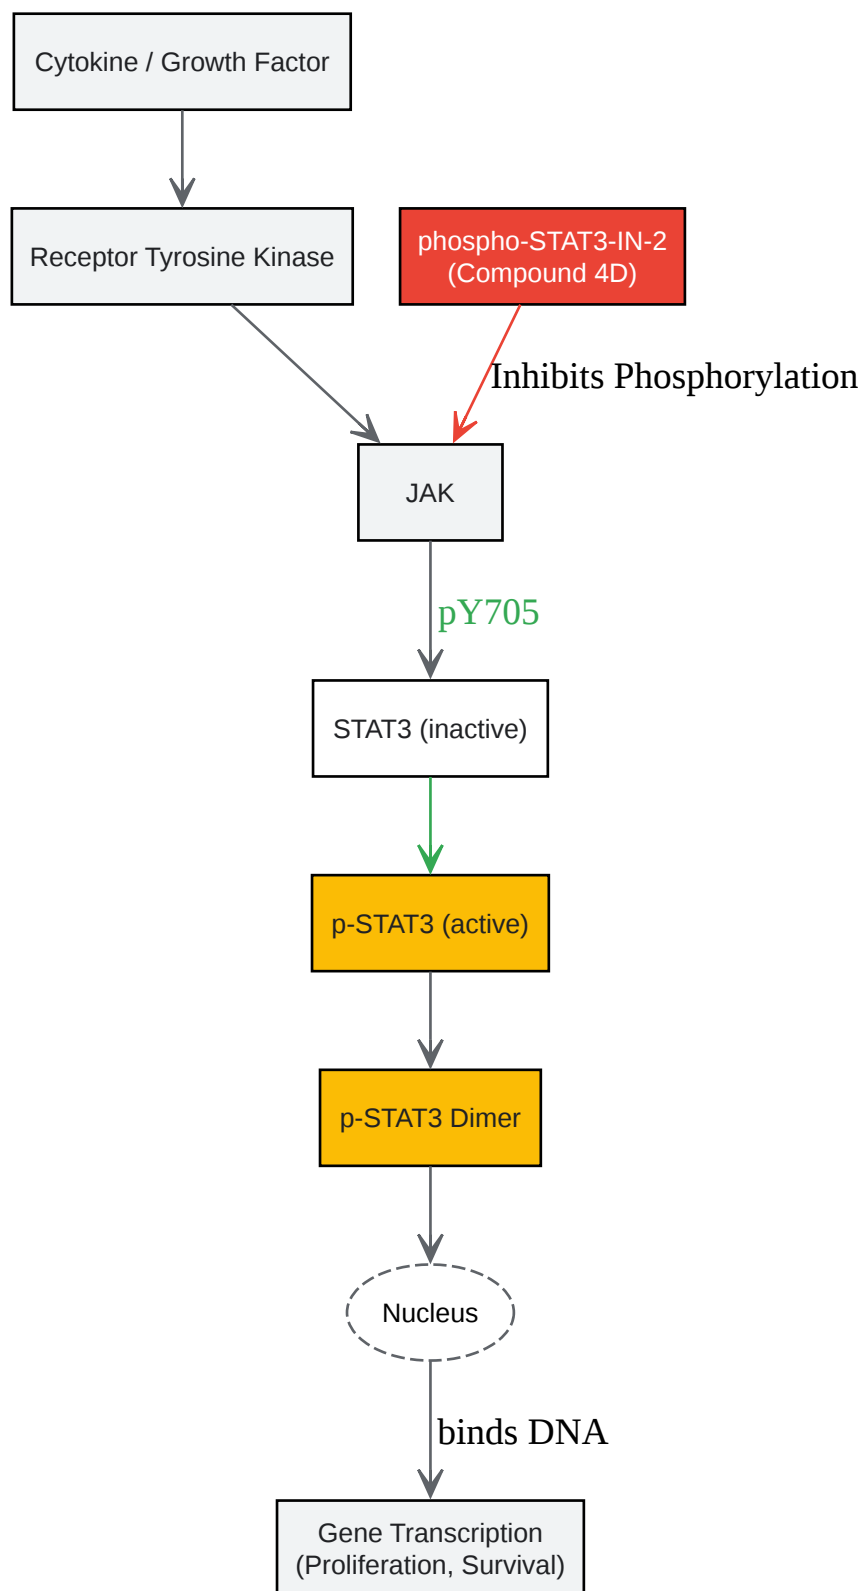 Cytokine / Growth Factor
Receptor Tyrosine Kinase
phospho-STAT3-IN-2
(Compound 4D)
Inhibits Phosphorylation
JAK
pY705
STAT3 (inactive)
p-STAT3 (active)
p-STAT3 Dimer
Nucleus
binds DNA
Gene Transcription
(Proliferation, Survival)